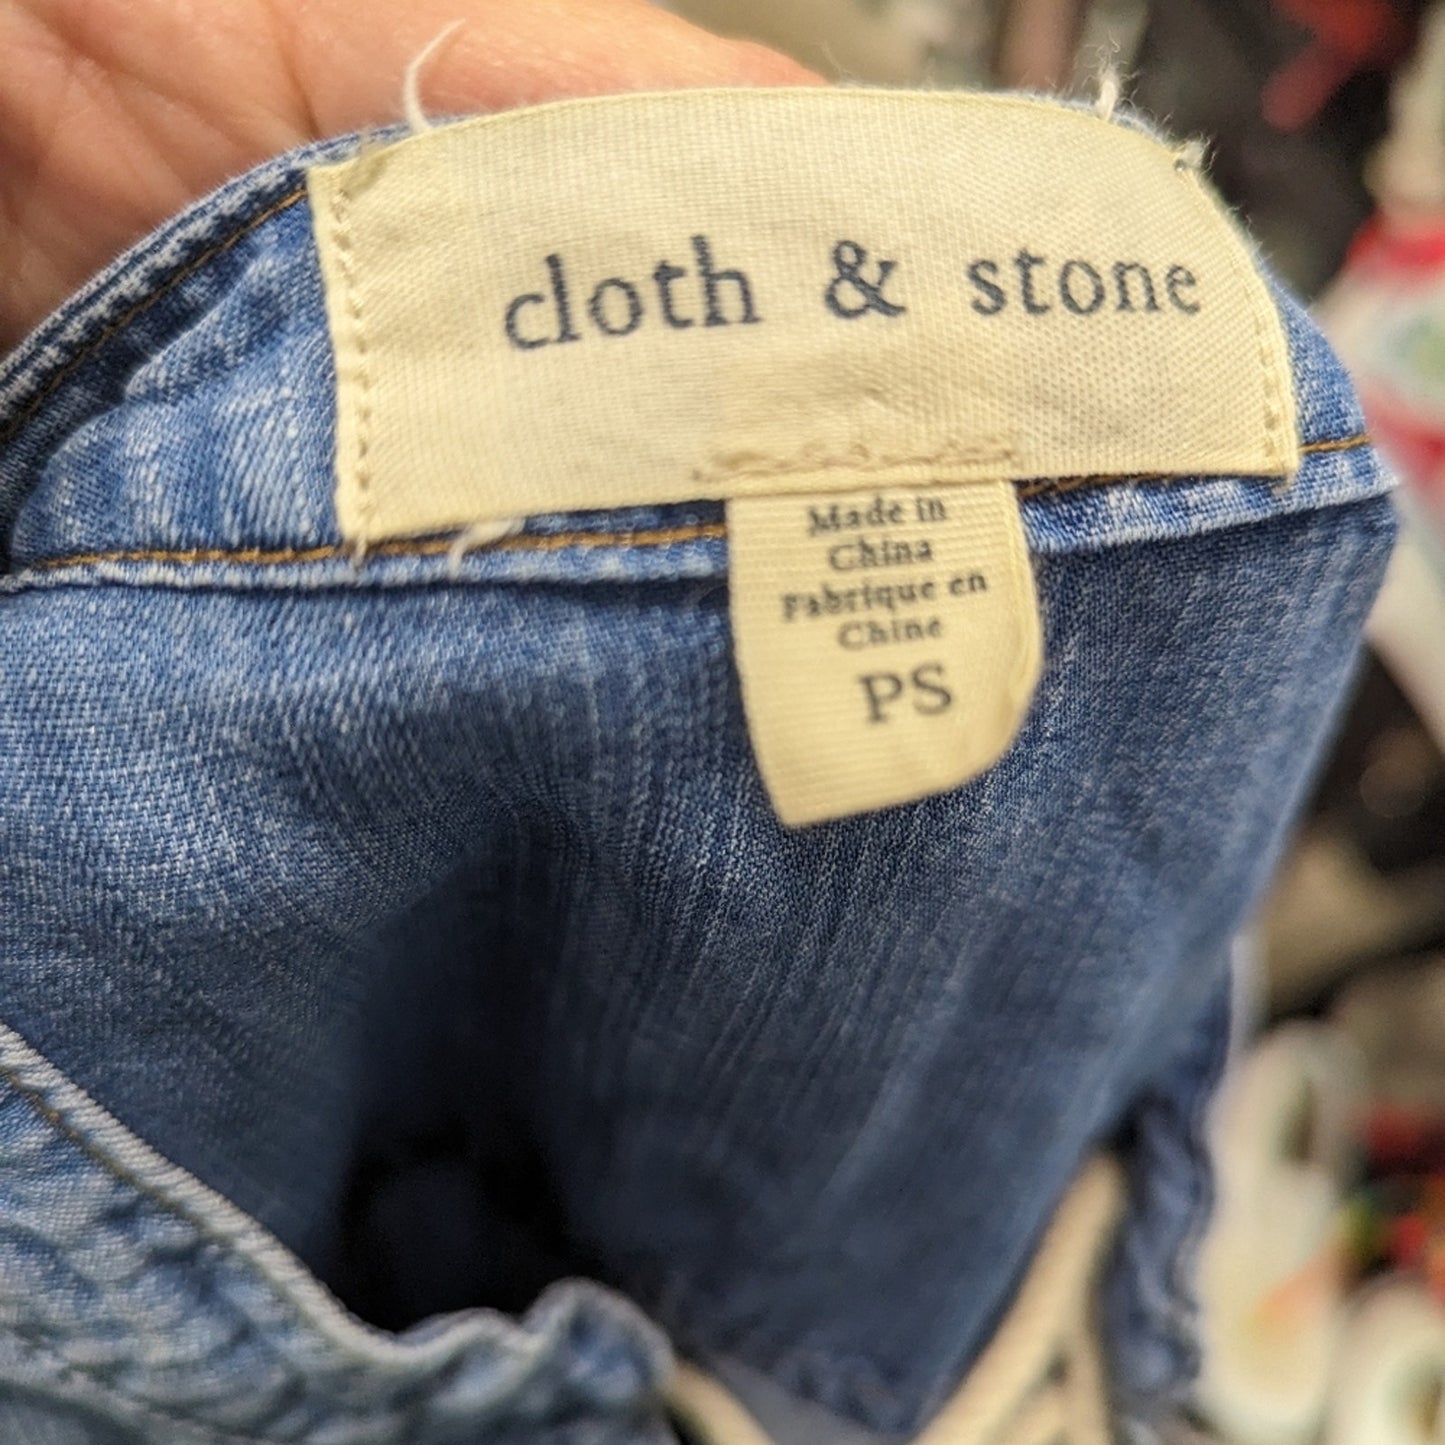 cloth & stone
Made in
China
Fabrique en
Chine
PS